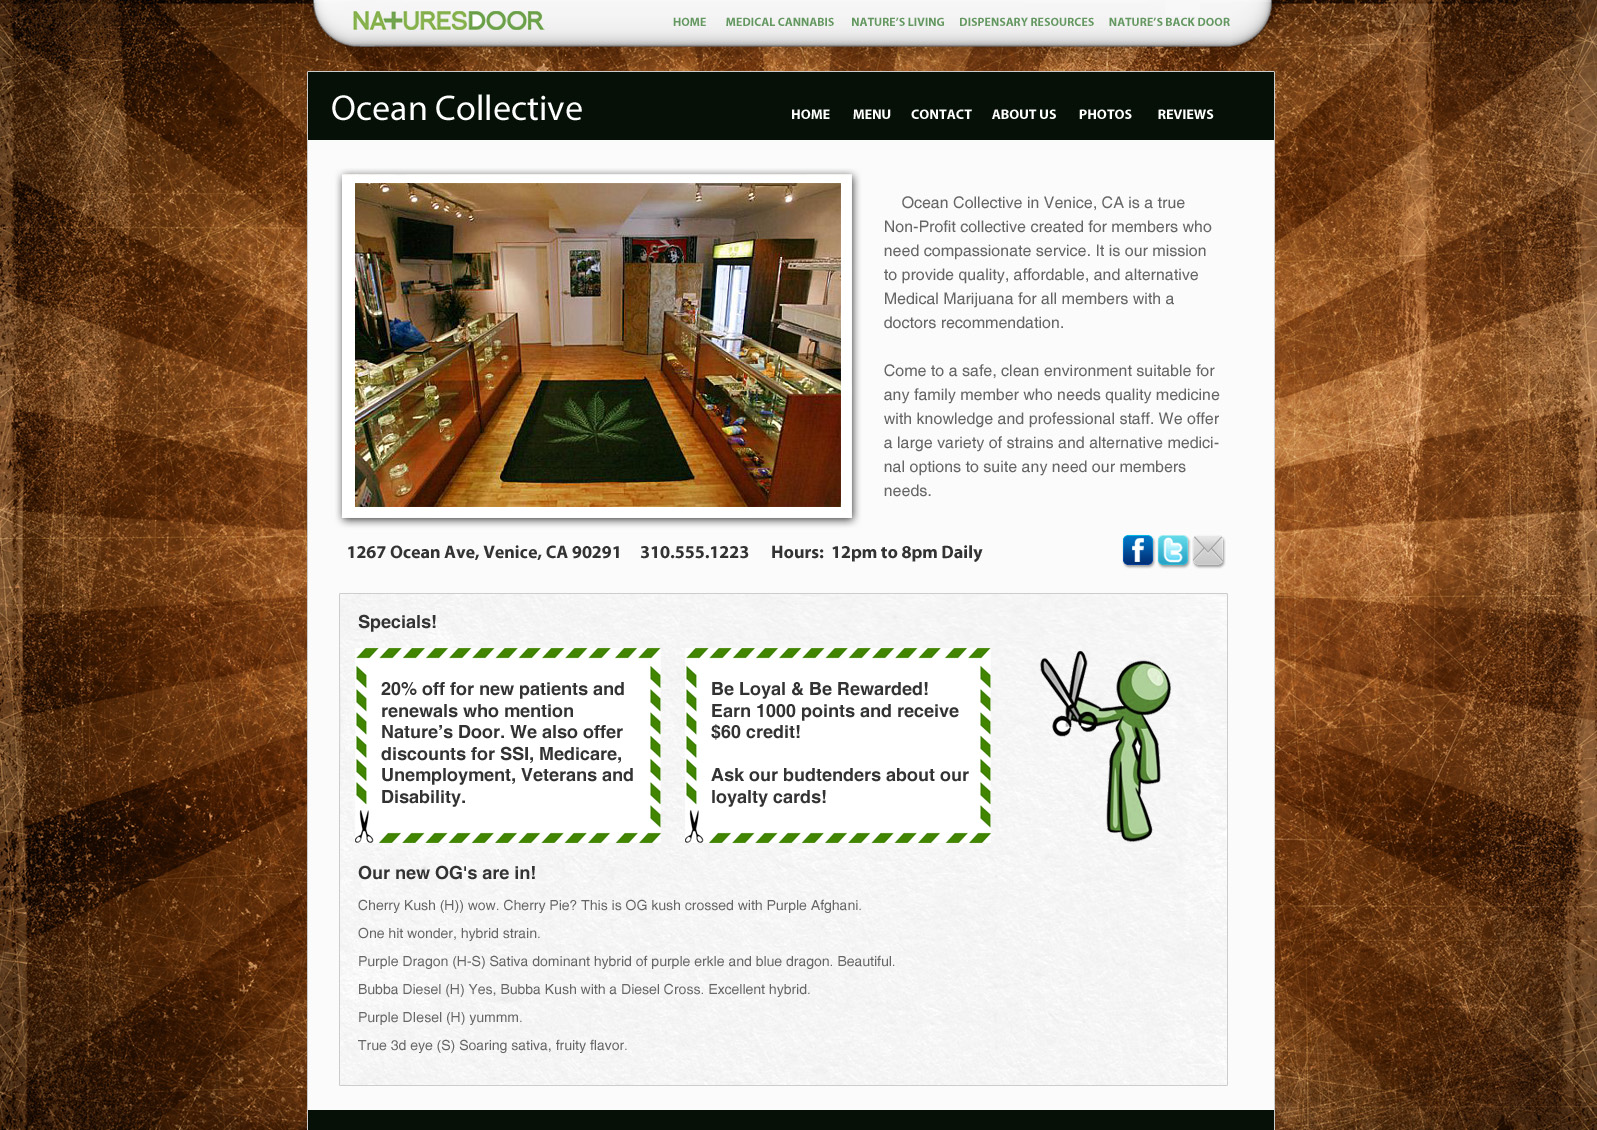 NATURESDOOR
HOME MEDICAL CANNABIS NATURE'S LIVING DISPENSARY RESOURCES NATURE'S BACK DOOR
Ocean Collective
HOME MENU CONTACT ABOUT US PHOTOS REVIEWS
Ocean Collective in Venice, CA is a true
Non-Profit collective created for members who
need compassionate service. It is our mission
to provide quality, affordable, and alternative
Medical Marijuana for all members with a
doctors recommendation.
Come to a safe, clean environment suitable for
any family member who needs quality medicine
with knowledge and professional staff. We offer
a large variety of strains and alternative medici-
nal options to suite any need our members
needs.
1267 Ocean Ave, Venice, CA 90291 310.555.1223 Hours: 12pm to 8pm Daily
Specials!
20% off for new patients and
renewals who mention
Nature's Door. We also offer
discounts for SSI, Medicare,
Unemployment, Veterans and
Disability.
Be Loyal & Be Rewarded!
Earn 1000 points and receive
$60 credit!
Ask our budtenders about our
loyalty cards!
Our new OG's are in!
Cherry Kush (H)) wow. Cherry Pie? This is OG kush crossed with Purple Afghani.
One hit wonder, hybrid strain.
Purple Dragon (H-S) Sativa dominant hybrid of purple erkle and blue dragon. Beautiful.
Bubba Diesel (H) Yes, Bubba Kush with a Diesel Cross. Excellent hybrid.
Purple DIesel (H) yummm.
True 3d eye (S) Soaring sativa, fruity flavor.